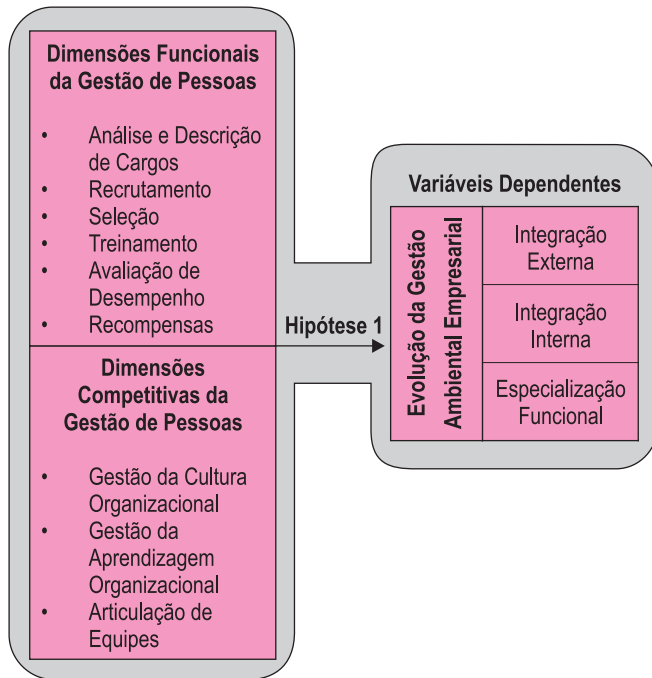 Dimensões Funcionais
da Gestão de Pessoas
• Análise e Descrição
de Cargos
• Recrutamento
• Seleção
• Treinamento
• Avaliação de
Desempenho
• Recompensas
Dimensões
Competitivas da
Gestão de Pessoas
• Gestão da Cultura
Organizacional
• Gestão da
Aprendizagem
Organizacional
• Articulação de
Equipes
Hipótese 1
Variáveis Dependentes
Evolução da Gestão
Ambiental Empresarial
Integração
Externa
Integração
Interna
Especialização
Funcional